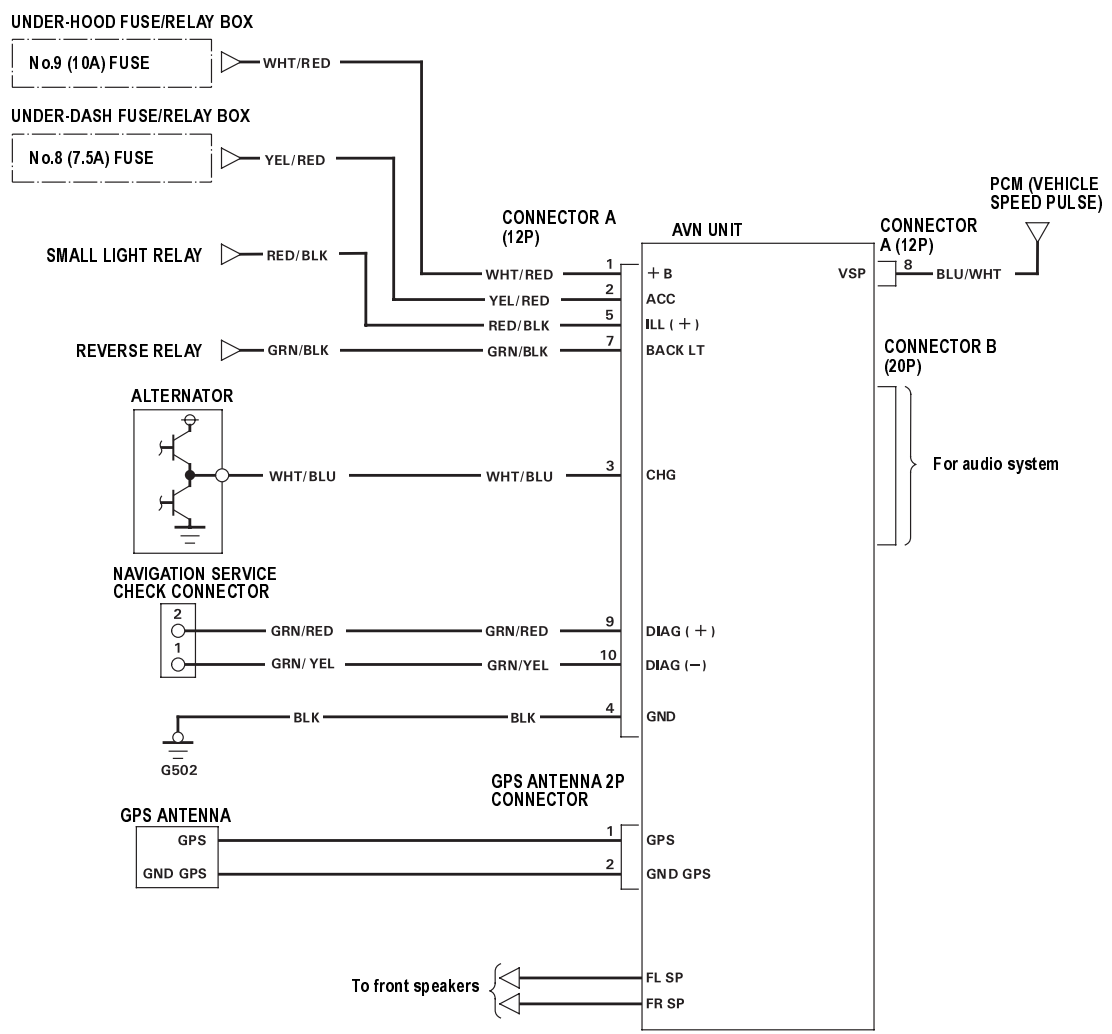 UNDER-HOOD FUSE/RELAY BOX
No.9 (10A) FUSE
WHT/RED
UNDER-DASH FUSE/RELAY BOX
No.8 (7.5A) FUSE
YEL/RED
PCM (VEHICLE
SPEED PULSE)
CONNECTOR A
(12P)
AVN UNIT
CONNECTOR
A (12P)
SMALL LIGHT RELAY
RED/BLK
WHT/RED
1
+ B
VSP
8
BLU/WHT
YEL/RED
2
ACC
RED/BLK
5
ILL ( + )
REVERSE RELAY
GRN/BLK
GRN/BLK
7
BACK LT
CONNECTOR B
(20P)
ALTERNATOR
WHT/BLU
WHT/BLU
3
CHG
For audio system
NAVIGATION SERVICE
CHECK CONNECTOR
2
GRN/RED
GRN/RED
9
DIAG ( + )
1
GRN/ YEL
GRN/YEL
10
DIAG (−)
BLK
BLK
4
GND
G502
GPS ANTENNA 2P
CONNECTOR
GPS ANTENNA
GPS
1
GPS
GND GPS
2
GND GPS
To front speakers
FL SP
FR SP